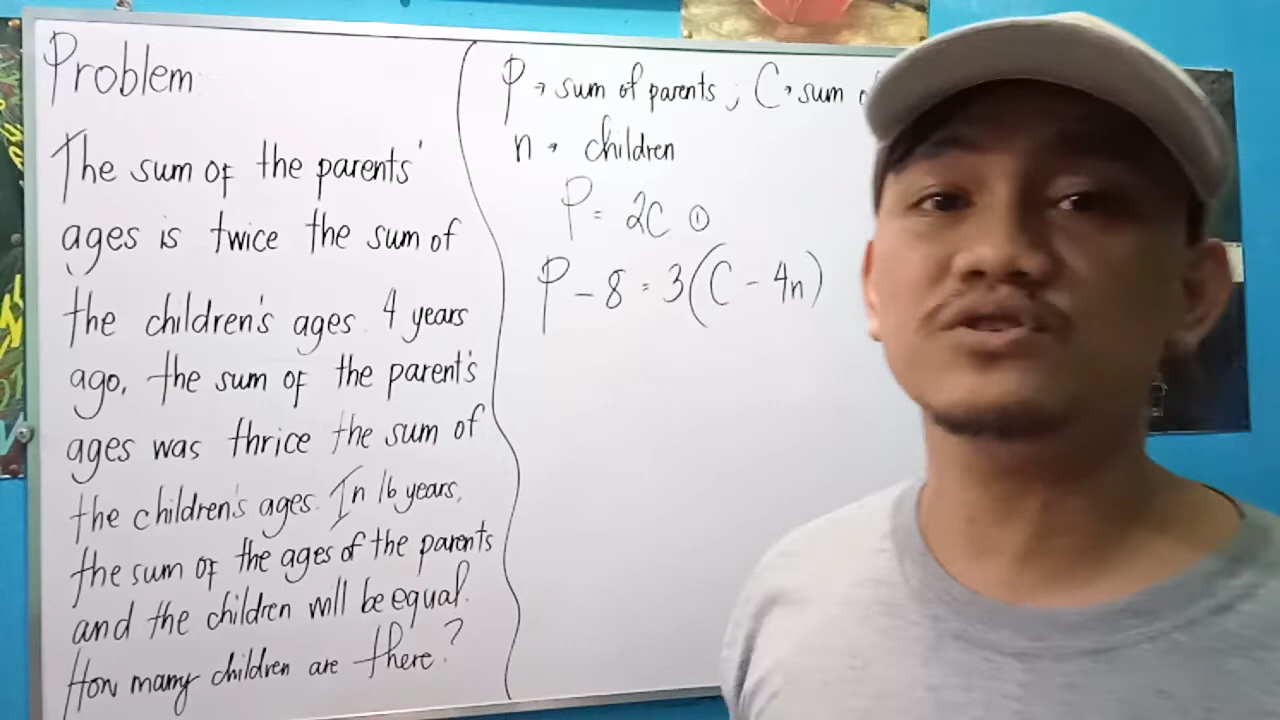 Problem
The sum of the parents'
ages is twice the sum of
the children's ages. 4 years
ago, the sum of the parent's
ages was thrice the sum of
the children's ages. In 16 years,
the sum of the ages of the parents
and the children will be equal.
How many children are there?
P → sum of parents ; C → sum
n → children
P = 2C ①
P - 8 = 3(C - 4n)